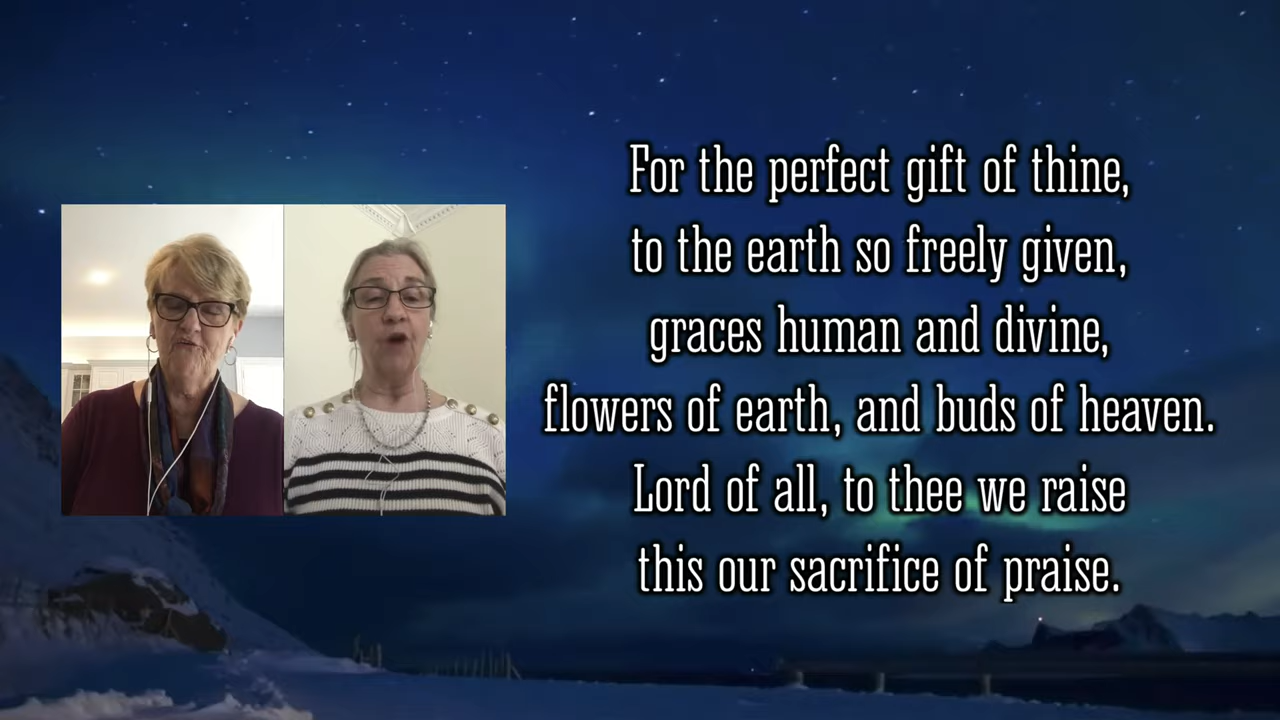 For the perfect gift of thine,
to the earth so freely given,
graces human and divine,
flowers of earth, and buds of heaven.
Lord of all, to thee we raise
this our sacrifice of praise.